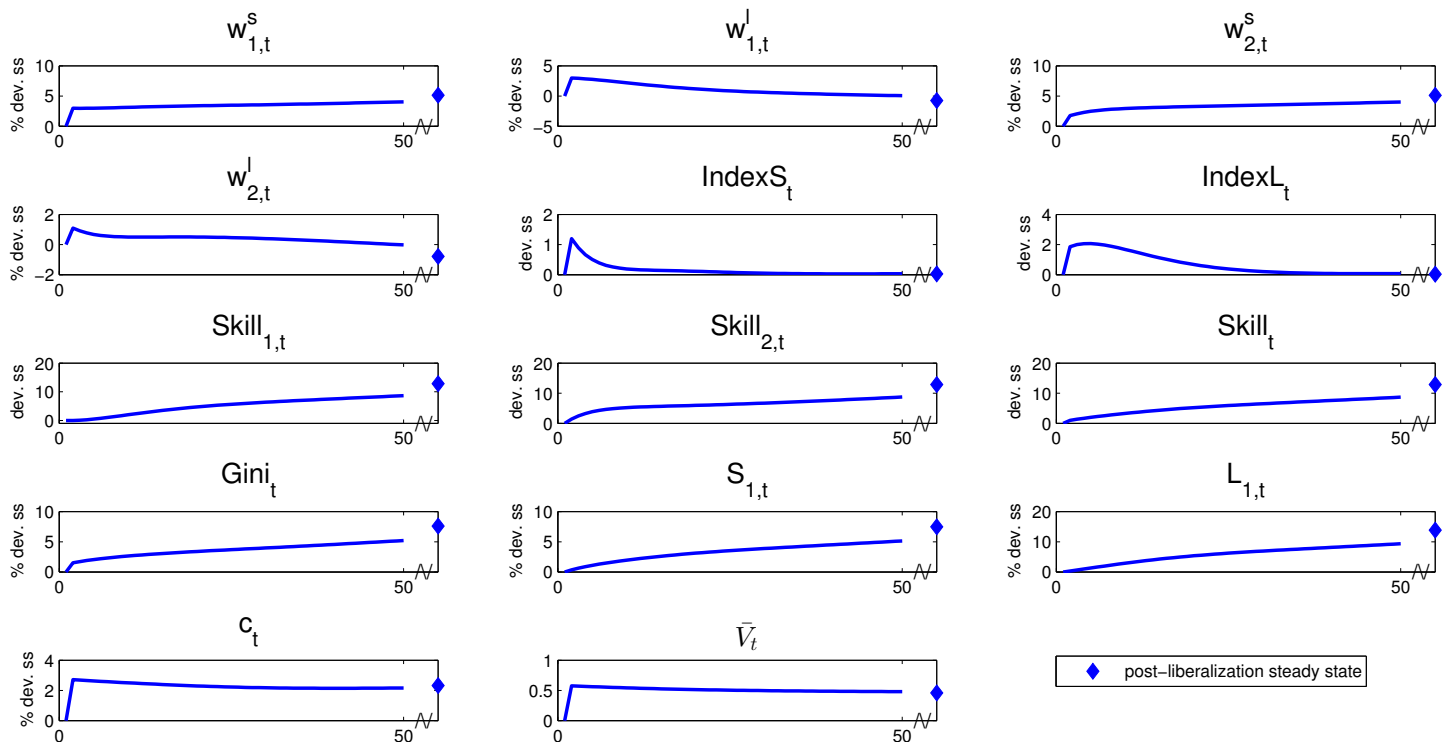 w^s_{1,t}
w^l_{1,t}
w^s_{2,t}
% dev. ss
10
5
0
0
50
% dev. ss
5
0
−5
0
50
% dev. ss
10
5
0
0
50
w^l_{2,t}
IndexS_t
IndexL_t
% dev. ss
2
0
−2
0
50
dev. ss
2
1
0
0
50
dev. ss
4
2
0
0
50
Skill_{1,t}
Skill_{2,t}
Skill_t
dev. ss
20
10
0
0
50
dev. ss
20
10
0
0
50
dev. ss
20
10
0
0
50
Gini_t
S_{1,t}
L_{1,t}
% dev. ss
10
5
0
0
50
% dev. ss
10
5
0
0
50
% dev. ss
20
10
0
0
50
c_t
V̄_t
% dev. ss
4
2
0
0
50
% dev. ss
1
0.5
0
0
50
post−liberalization steady state